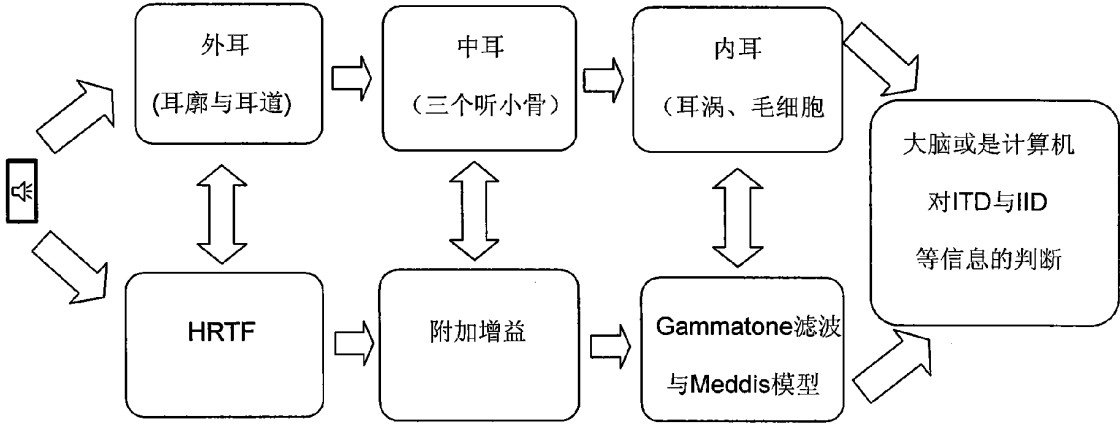 外耳
(耳廓与耳道)
中耳
（三个听小骨）
内耳
（耳涡、毛细胞
大脑或是计算机
对ITD与IID
等信息的判断
HRTF
附加增益
Gammatone滤波
与Meddis模型